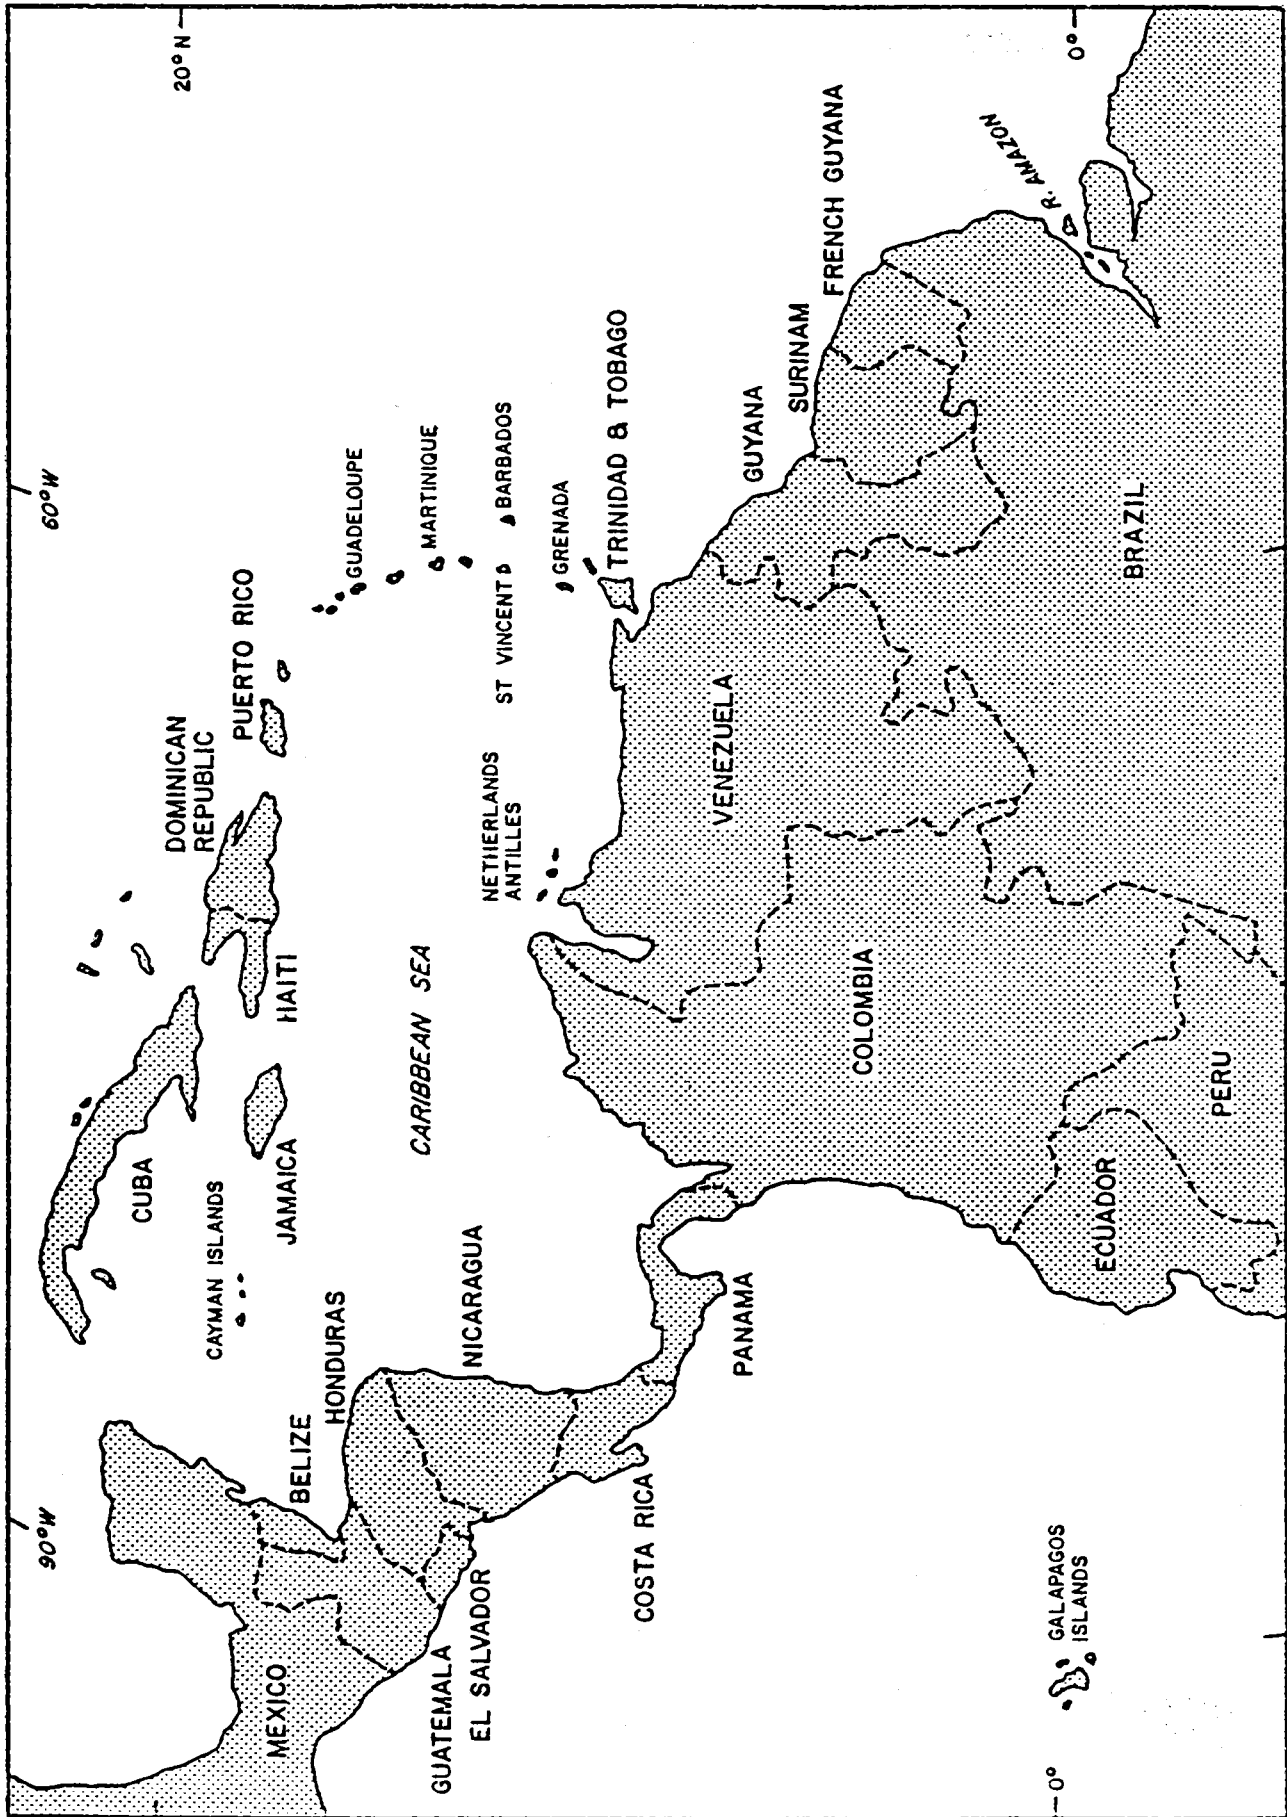 90°W
60°W
20°N
MEXICO
BELIZE
HONDURAS
GUATEMALA
EL SALVADOR
NICARAGUA
COSTA RICA
PANAMA
CUBA
CAYMAN ISLANDS
JAMAICA
HAITI
DOMINICAN
REPUBLIC
PUERTO RICO
GUADELOUPE
MARTINIQUE
ST VINCENT
BARBADOS
GRENADA
TRINIDAD & TOBAGO
NETHERLANDS
ANTILLES
CARIBBEAN SEA
VENEZUELA
GUYANA
SURINAM
FRENCH GUYANA
COLOMBIA
BRAZIL
R. AMAZON
ECUADOR
PERU
GALAPAGOS
ISLANDS
0°
0°